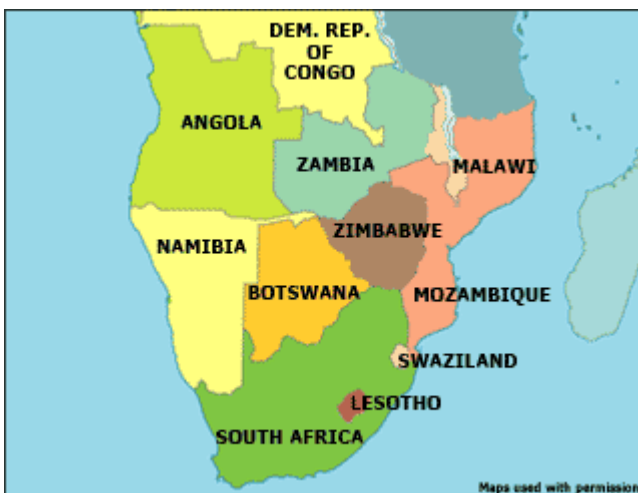 DEM. REP.
OF
CONGO
ANGOLA
ZAMBIA
MALAWI
NAMIBIA
ZIMBABWE
BOTSWANA
MOZAMBIQUE
SWAZILAND
LESOTHO
SOUTH AFRICA
Maps used with permission